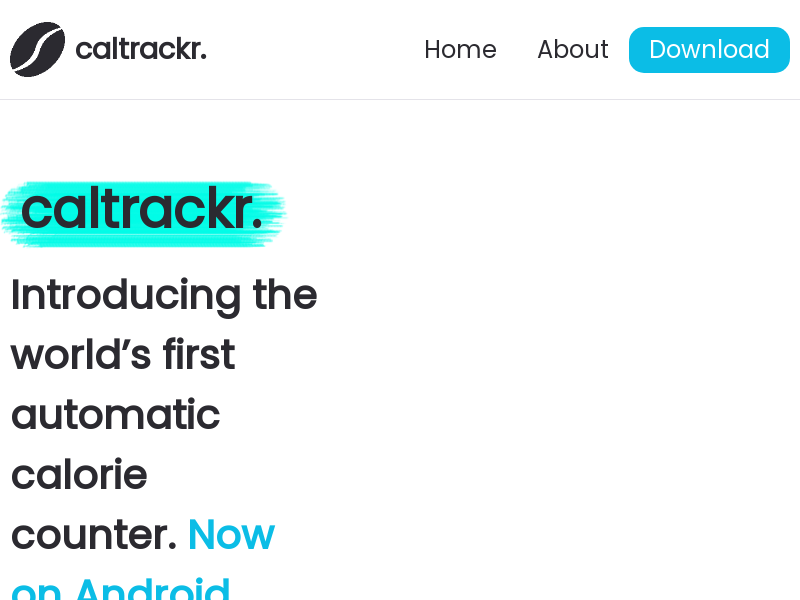 caltrackr.
Home About Download
caltrackr.
Introducing the
world’s first
automatic
calorie
counter. Now
on Android